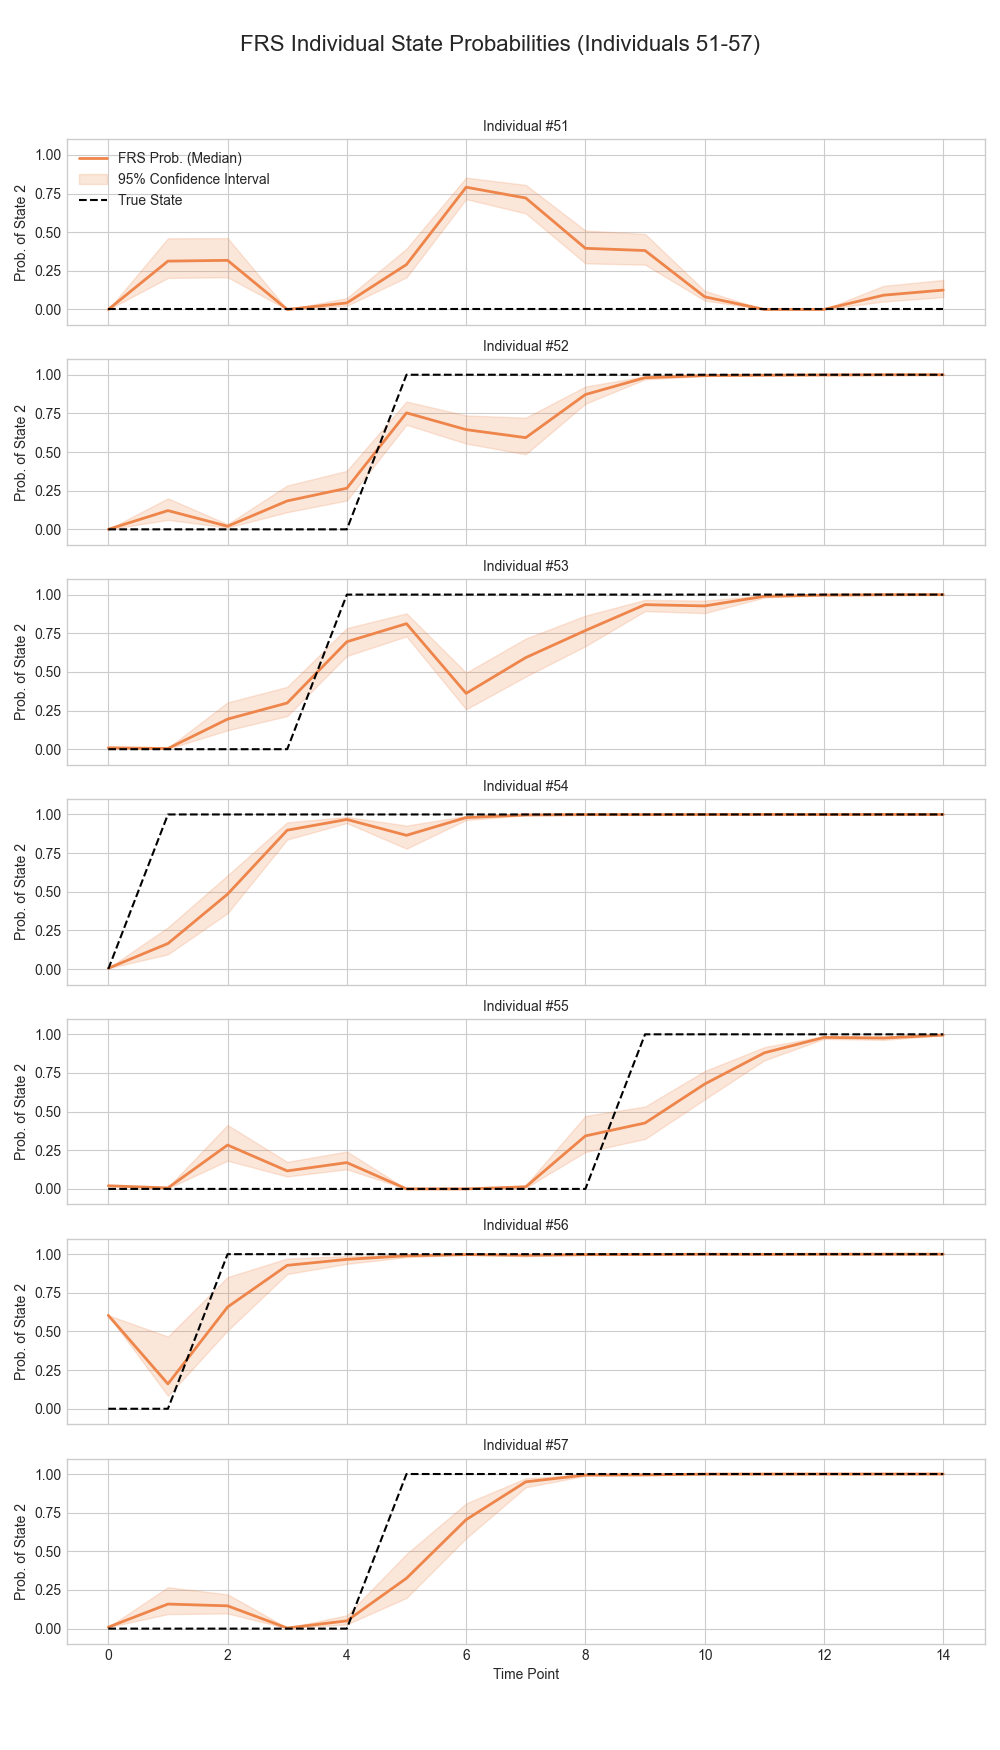 FRS Individual State Probabilities (Individuals 51-57)
Individual #51
FRS Prob. (Median)
95% Confidence Interval
True State
1.00
0.75
0.50
0.25
0.00
Prob. of State 2
Individual #52
1.00
0.75
0.50
0.25
0.00
Prob. of State 2
Individual #53
1.00
0.75
0.50
0.25
0.00
Prob. of State 2
Individual #54
1.00
0.75
0.50
0.25
0.00
Prob. of State 2
Individual #55
1.00
0.75
0.50
0.25
0.00
Prob. of State 2
Individual #56
1.00
0.75
0.50
0.25
0.00
Prob. of State 2
Individual #57
1.00
0.75
0.50
0.25
0.00
Prob. of State 2
0 2 4 6 8 10 12 14
Time Point